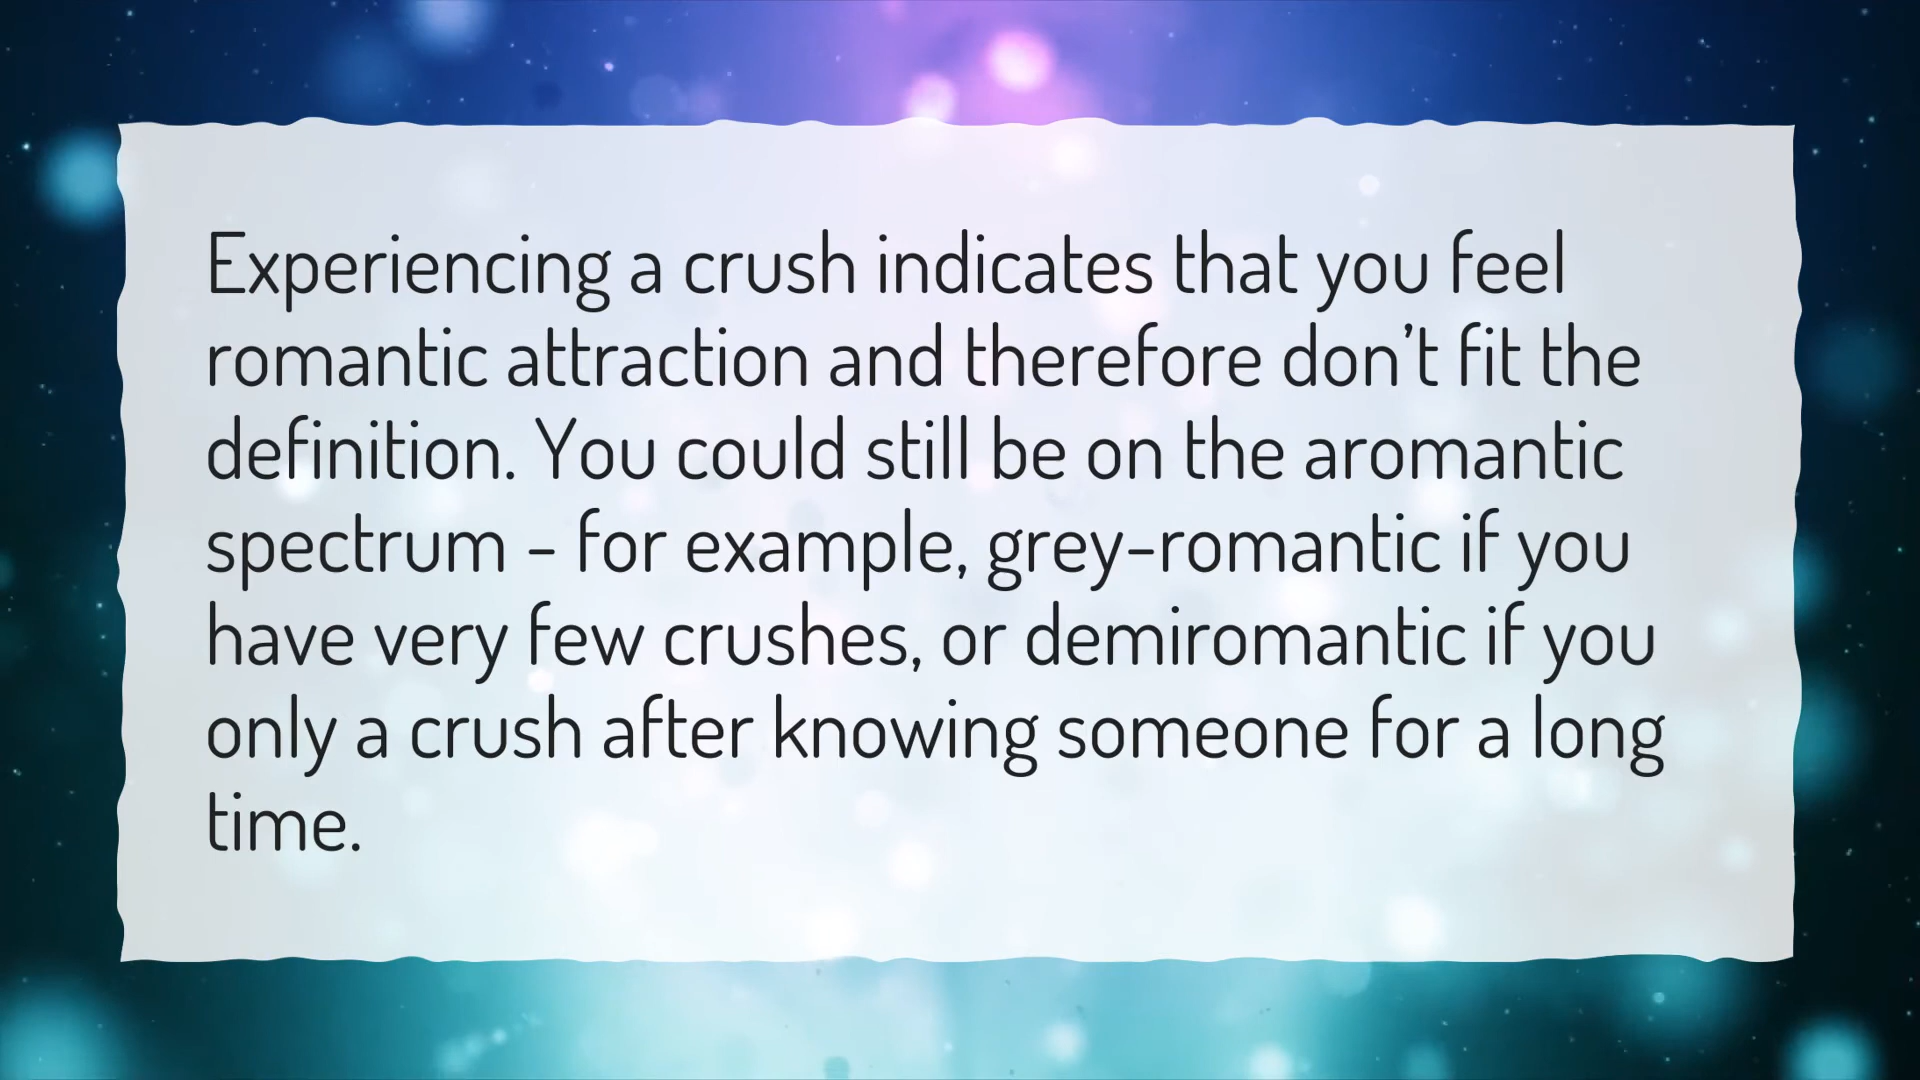 Experiencing a crush indicates that you feel
romantic attraction and therefore don’t fit the
definition. You could still be on the aromantic
spectrum - for example, grey-romantic if you
have very few crushes, or demiromantic if you
only a crush after knowing someone for a long
time.